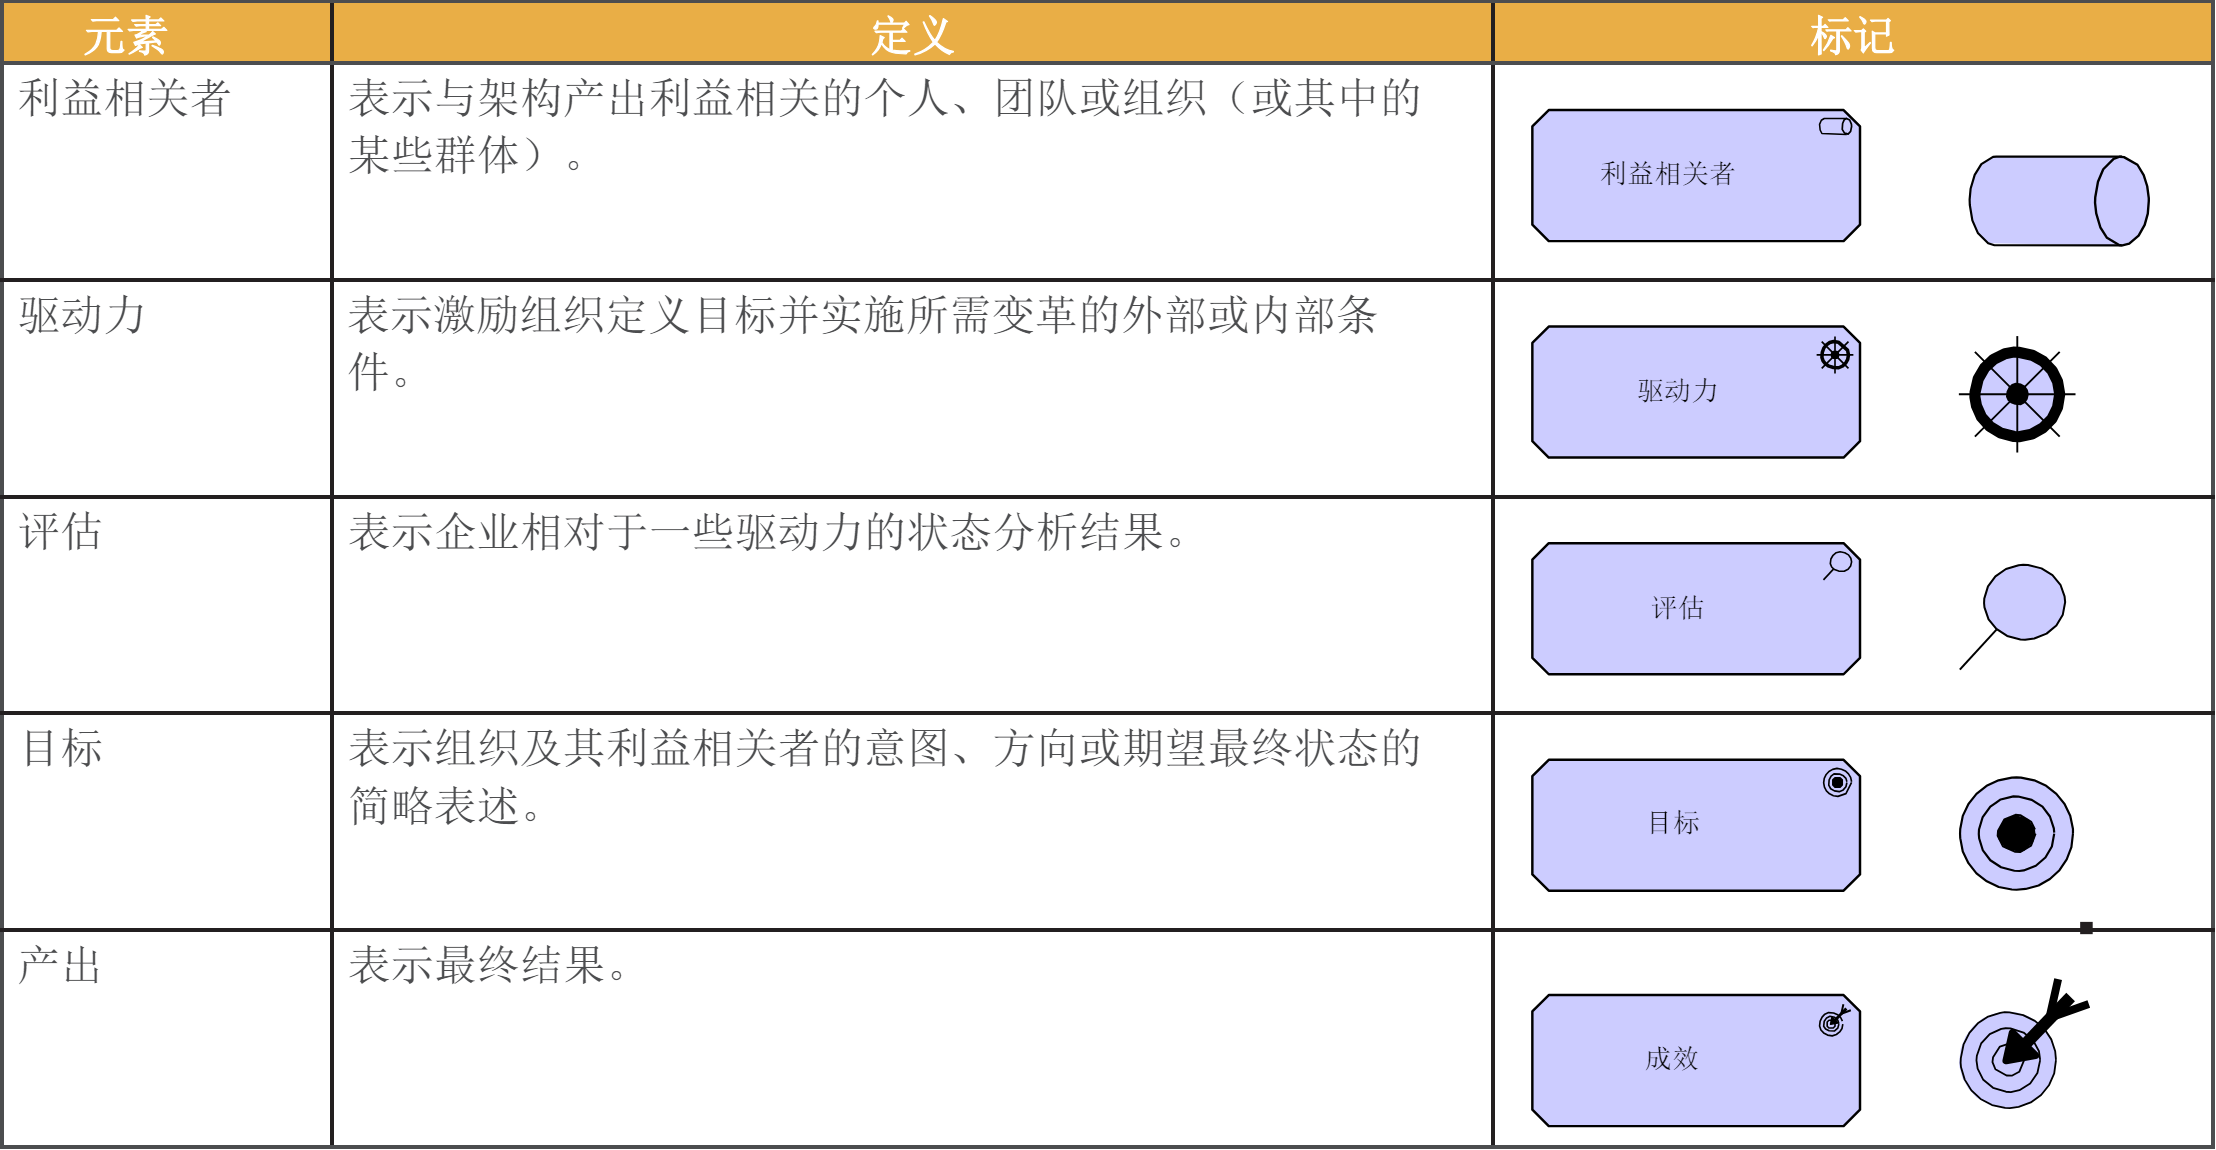 元素 定义 标记
利益相关者 表示与架构产出利益相关的个人、团队或组织（或其中的
某些群体）。
利益相关者
驱动力 表示激励组织定义目标并实施所需变革的外部或内部条
件。
驱动力
评估 表示企业相对于一些驱动力的状态分析结果。
评估
目标 表示组织及其利益相关者的意图、方向或期望最终状态的
简略表述。
目标
产出 表示最终结果。
成效